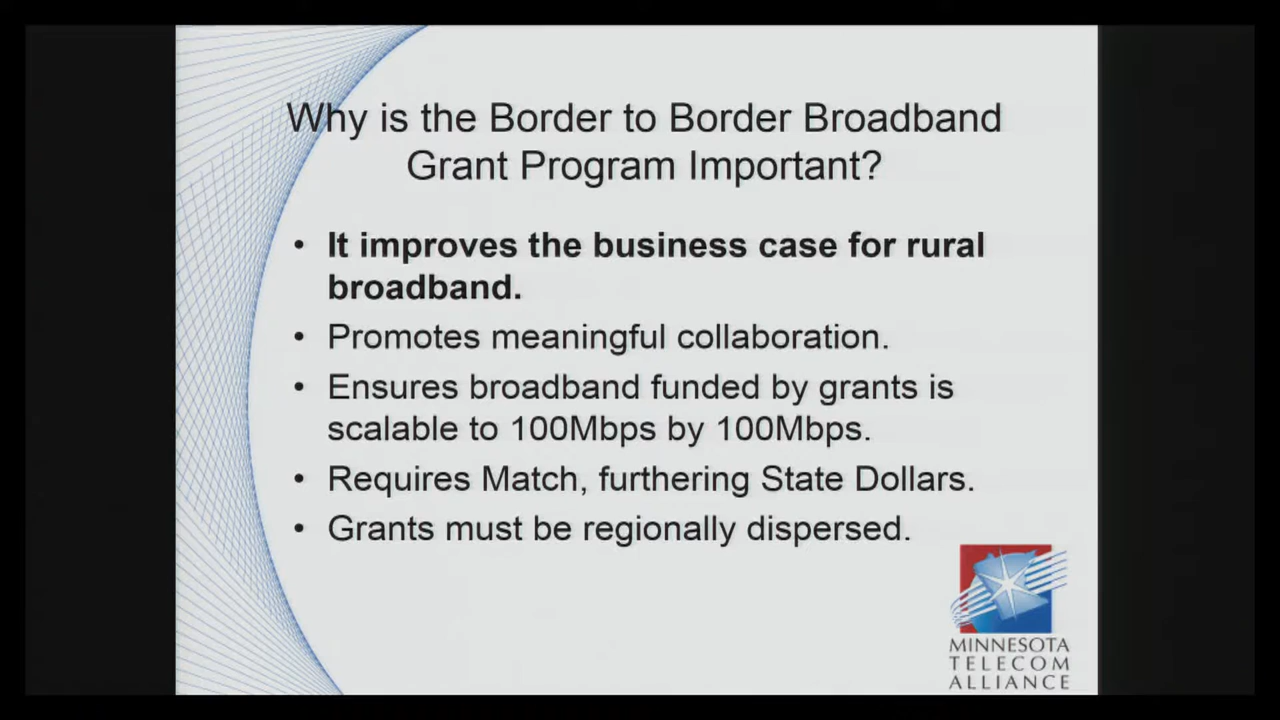 Why is the Border to Border Broadband
Grant Program Important?
• It improves the business case for rural
broadband.
• Promotes meaningful collaboration.
• Ensures broadband funded by grants is
scalable to 100Mbps by 100Mbps.
• Requires Match, furthering State Dollars.
• Grants must be regionally dispersed.
MINNESOTA
TELECOM
ALLIANCE